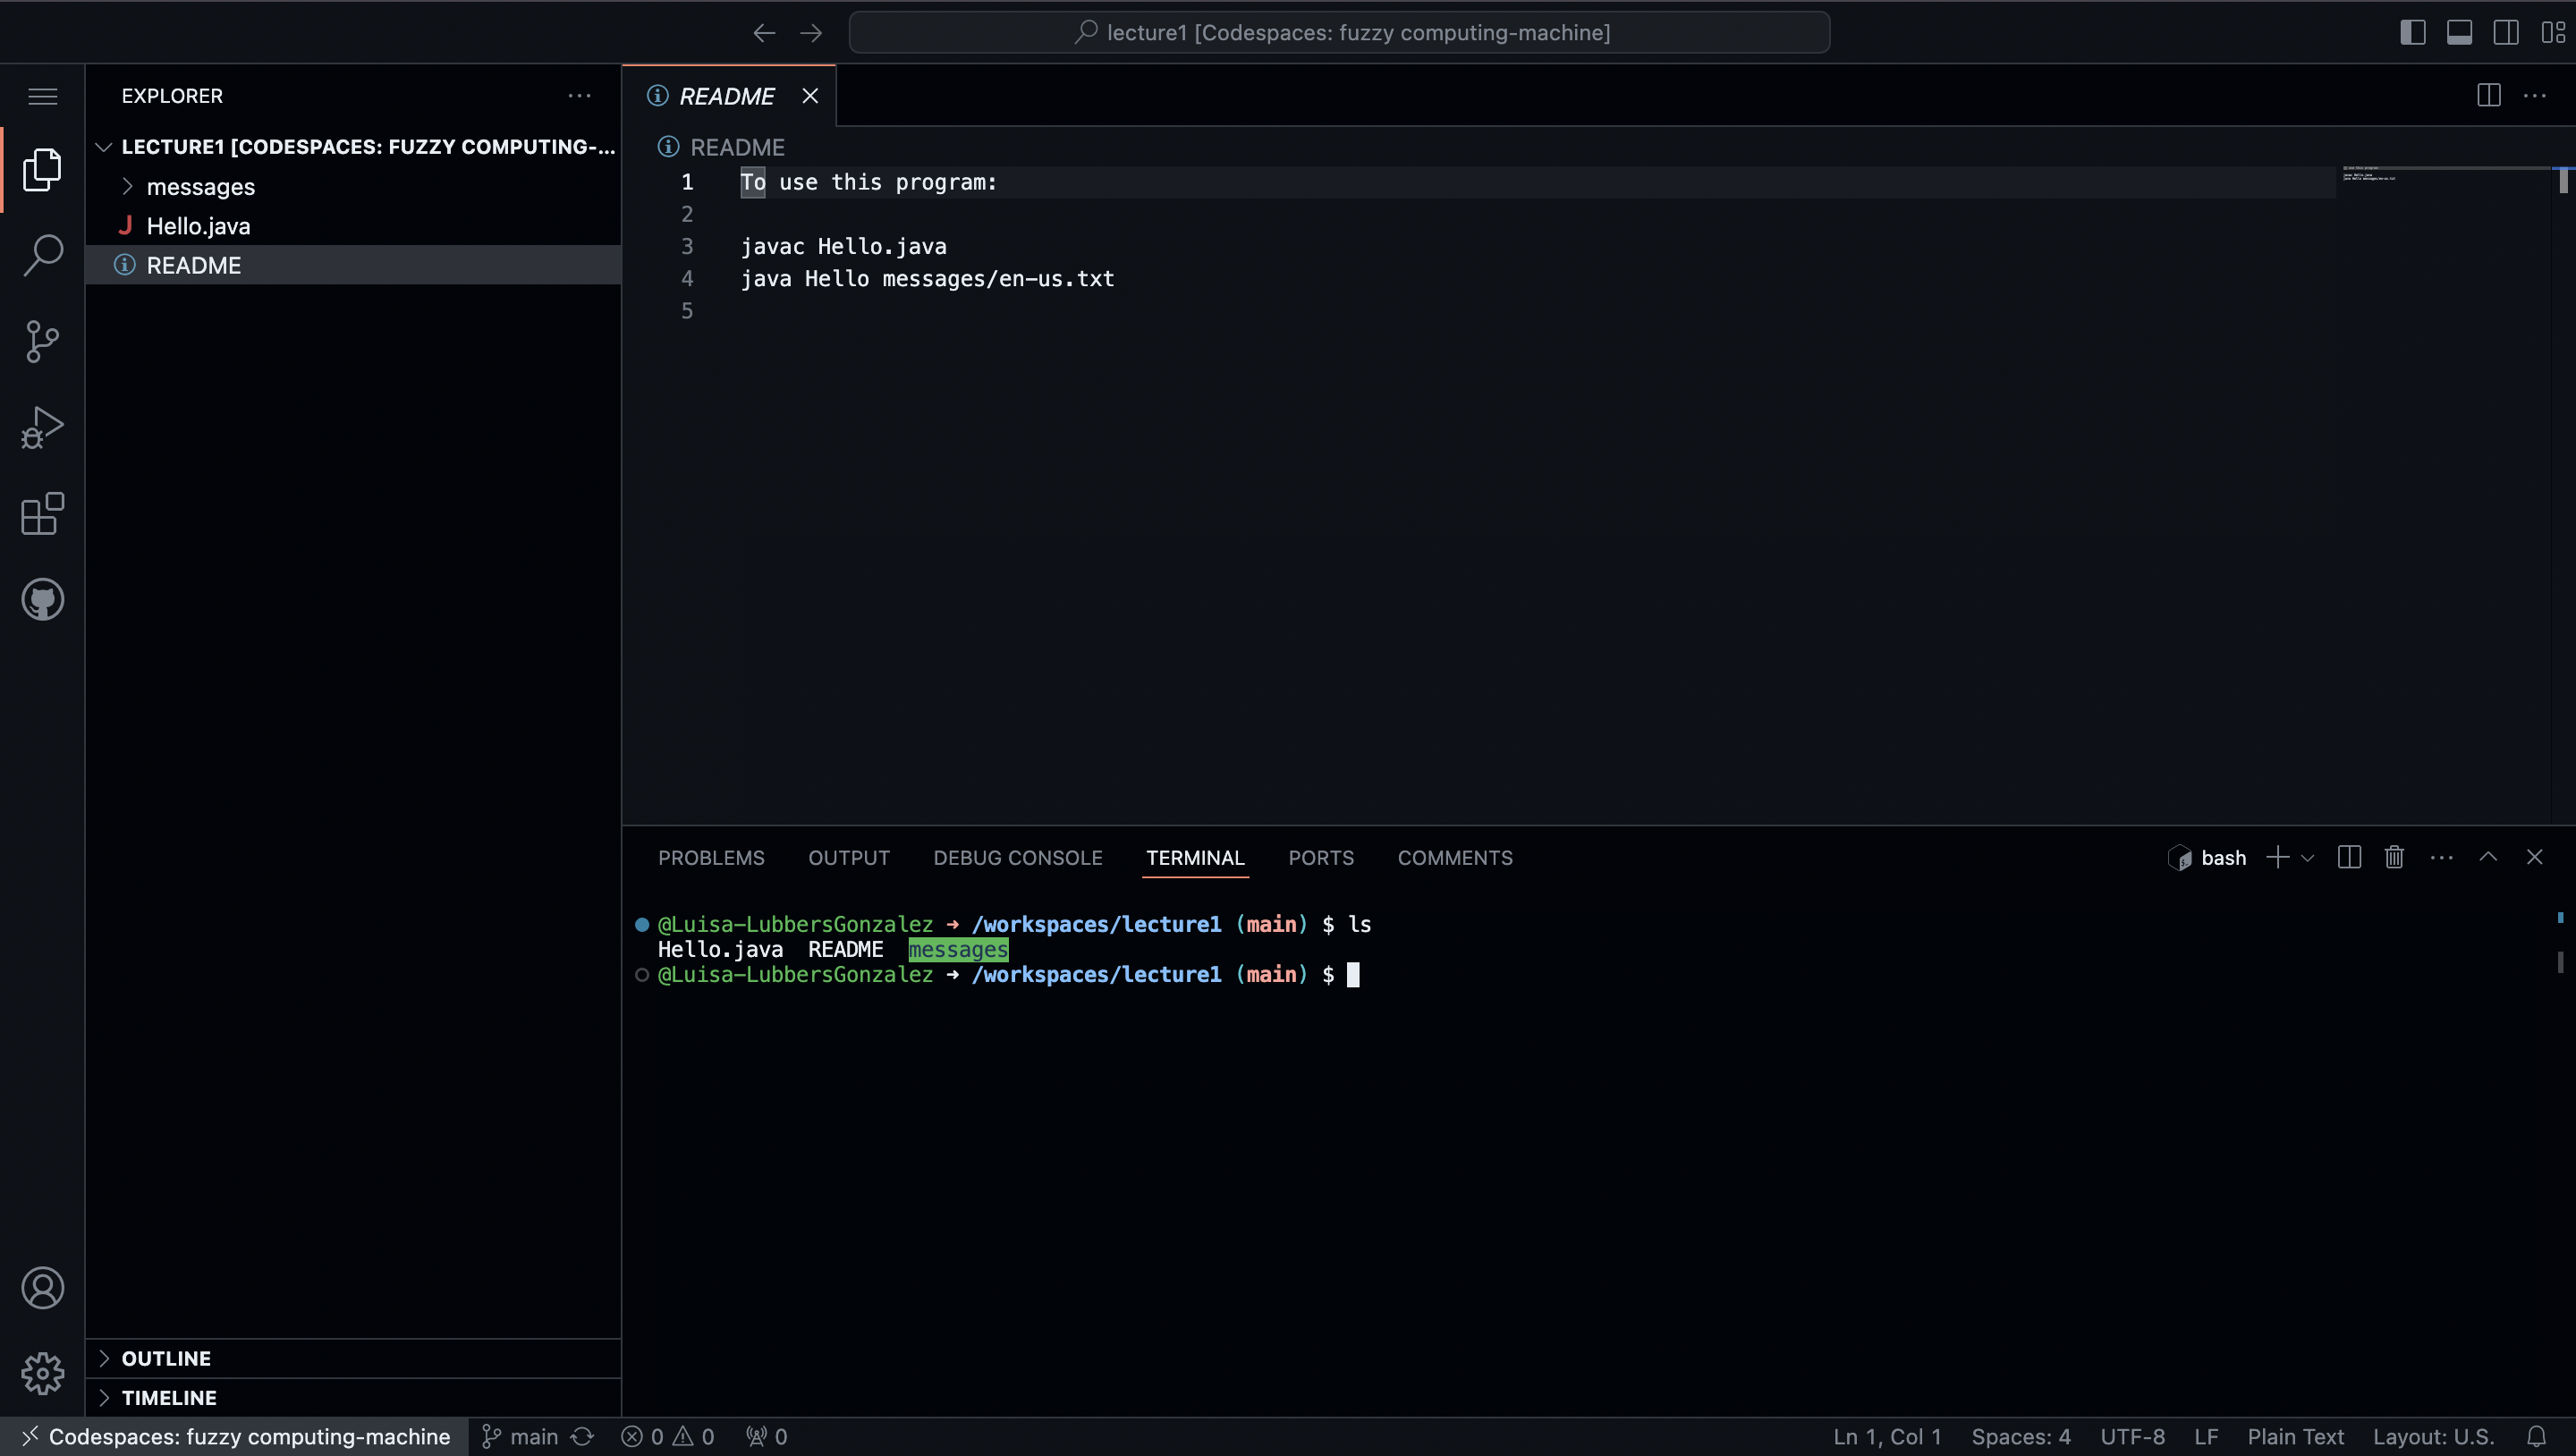 lecture1 [Codespaces: fuzzy computing-machine]
EXPLORER
LECTURE1 [CODESPACES: FUZZY COMPUTING-...
messages
J Hello.java
README
README
README
1 To use this program:
2
3 javac Hello.java
4 java Hello messages/en-us.txt
5
PROBLEMS OUTPUT DEBUG CONSOLE TERMINAL PORTS COMMENTS
bash
@Luisa-LubbersGonzalez ➜ /workspaces/lecture1 (main) $ ls
Hello.java README messages
@Luisa-LubbersGonzalez ➜ /workspaces/lecture1 (main) $
OUTLINE
TIMELINE
Codespaces: fuzzy computing-machine main 0 0 0 Ln 1, Col 1 Spaces: 4 UTF-8 LF Plain Text Layout: U.S.